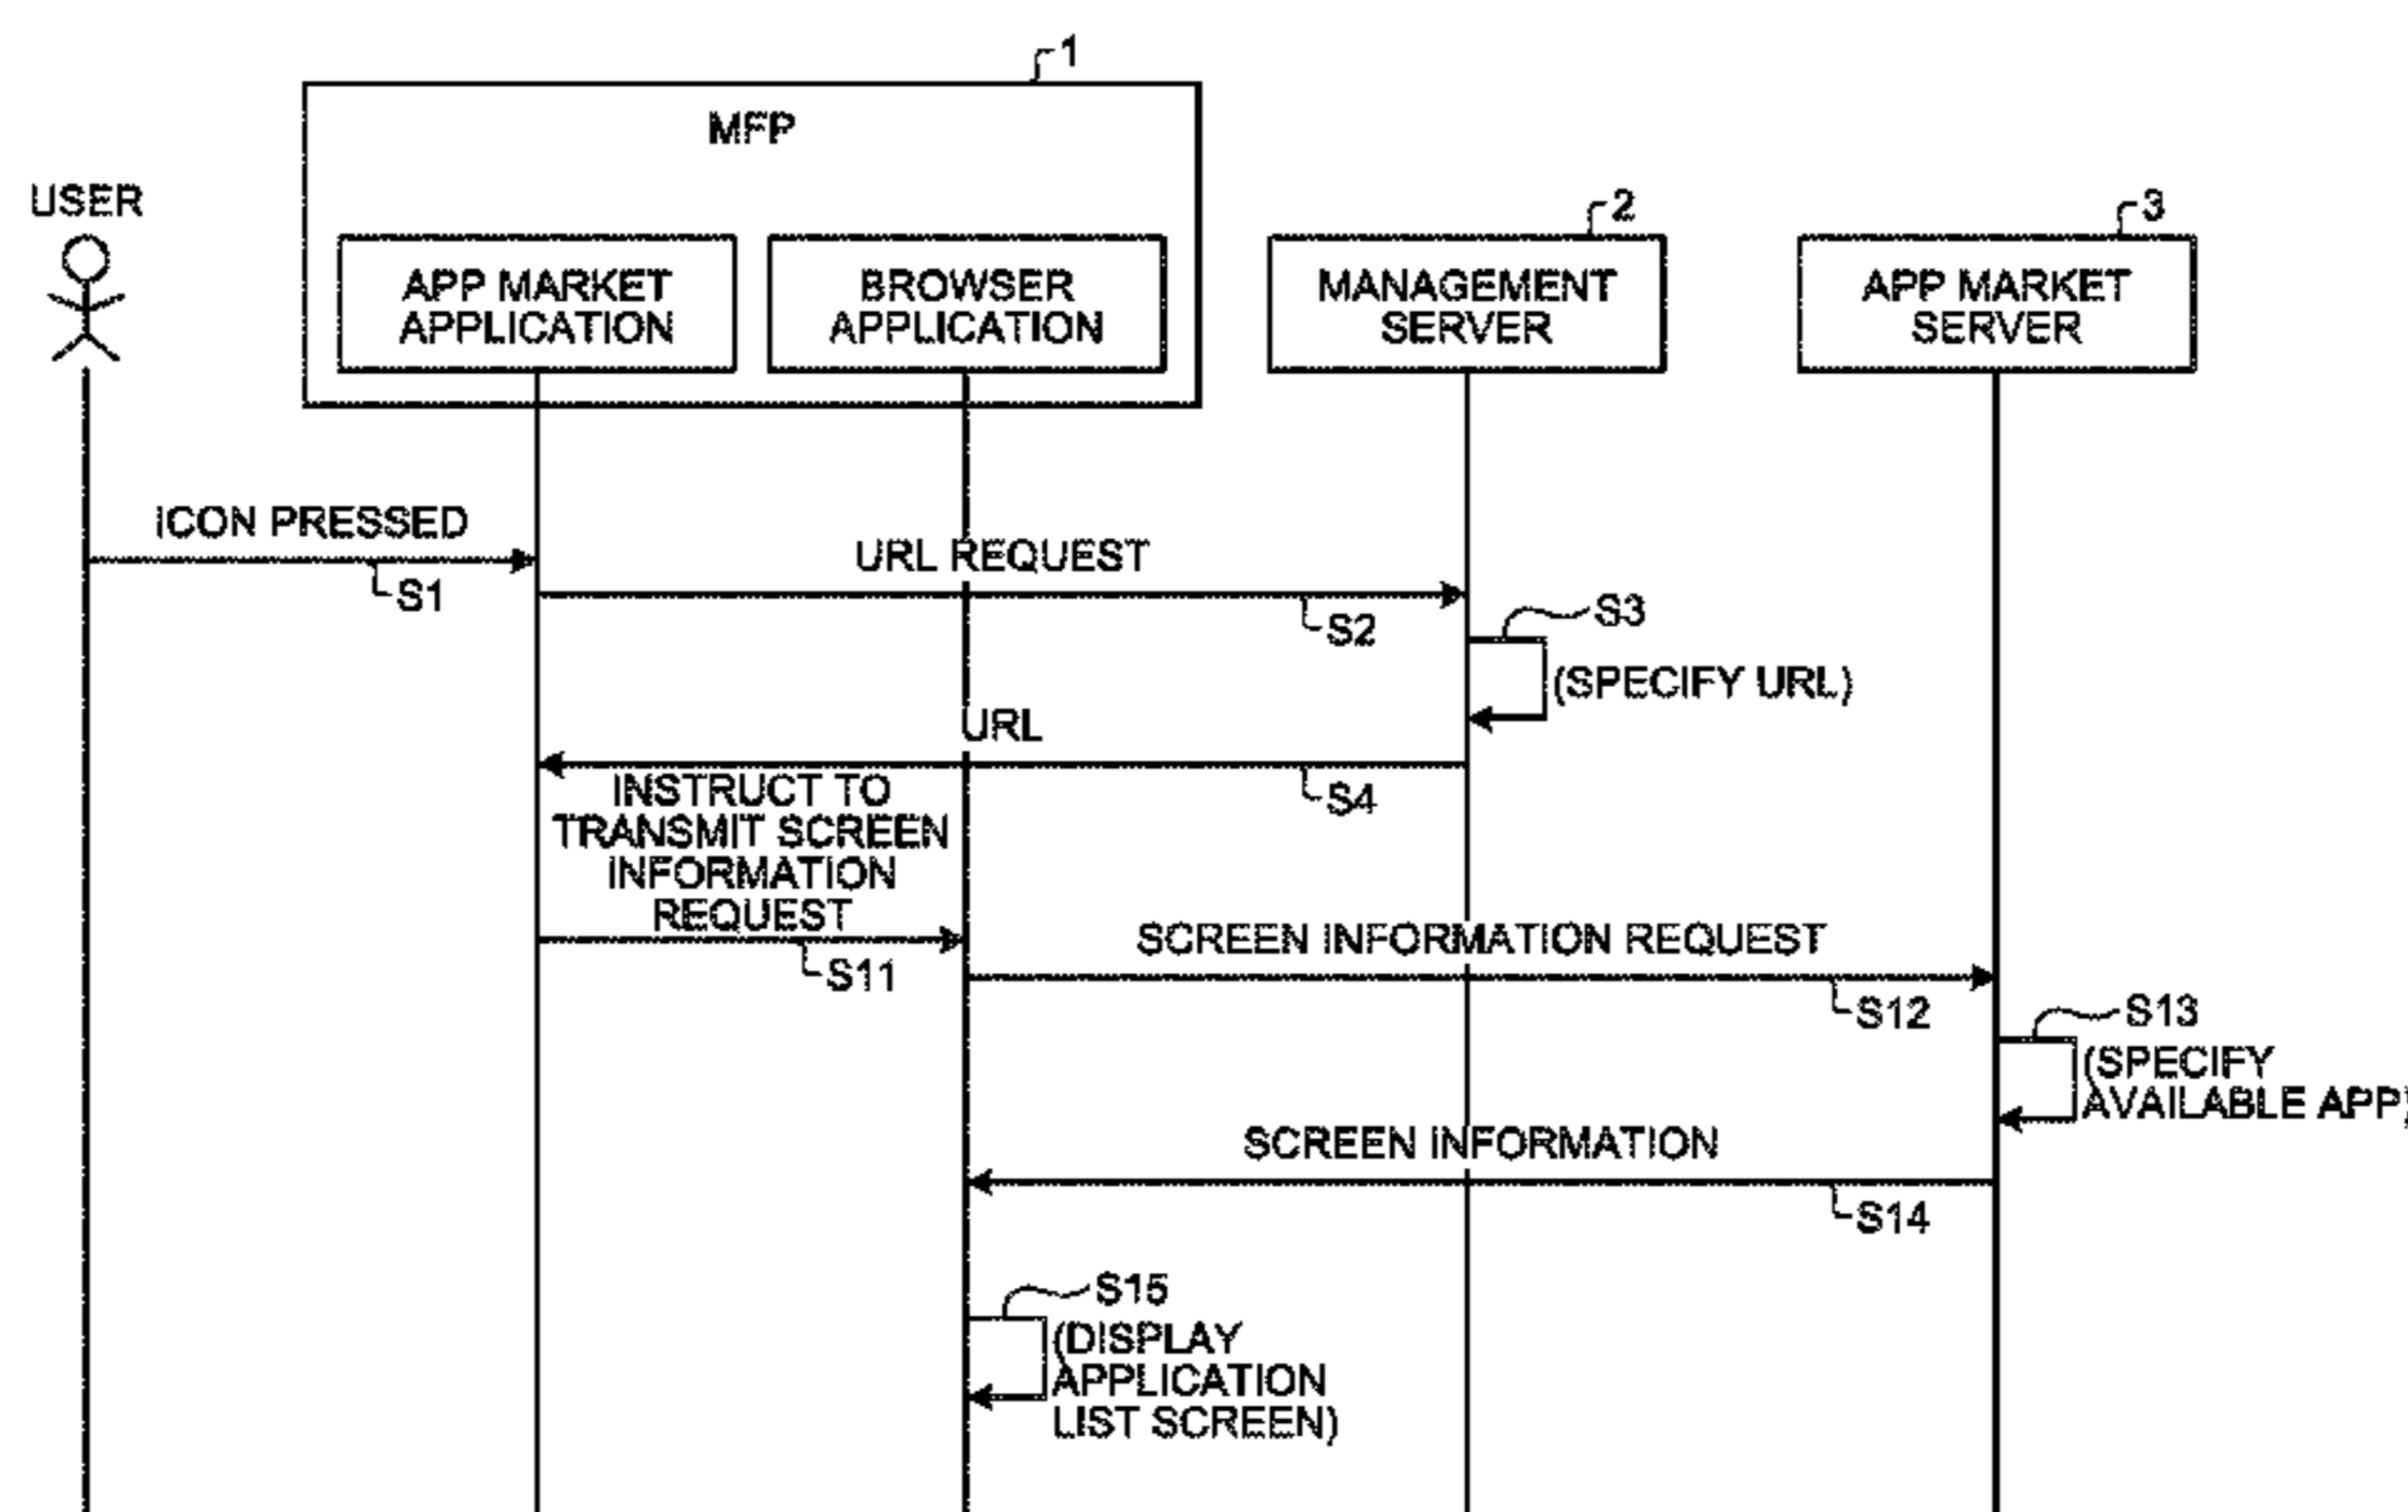 1
MFP
USER
2
3
APP MARKET
APPLICATION
BROWSER
APPLICATION
MANAGEMENT
SERVER
APP MARKET
SERVER
ICON PRESSED
S1
URL REQUEST
S2
S3
(SPECIFY URL)
URL
S4
INSTRUCT TO
TRANSMIT SCREEN
INFORMATION
REQUEST
S11
SCREEN INFORMATION REQUEST
S12
S13
(SPECIFY
AVAILABLE APP)
SCREEN INFORMATION
S14
S15
(DISPLAY
APPLICATION
LIST SCREEN)